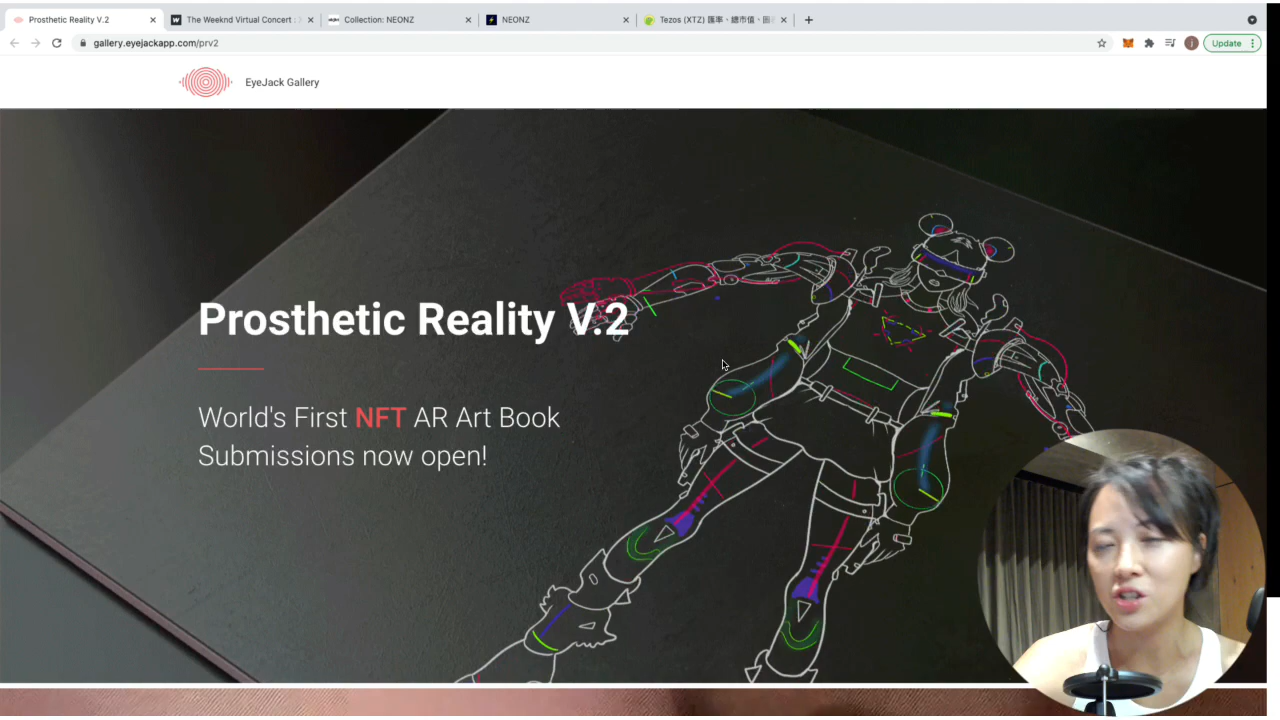 Prosthetic Reality V.2
The Weeknd Virtual Concert :
Collection: NEONZ
NEONZ
Tezos (XTZ) 匯率、總市值、圖
gallery.eyejackapp.com/prv2
j
Update
EyeJack Gallery
Prosthetic Reality V.2
World's First NFT AR Art Book
Submissions now open!